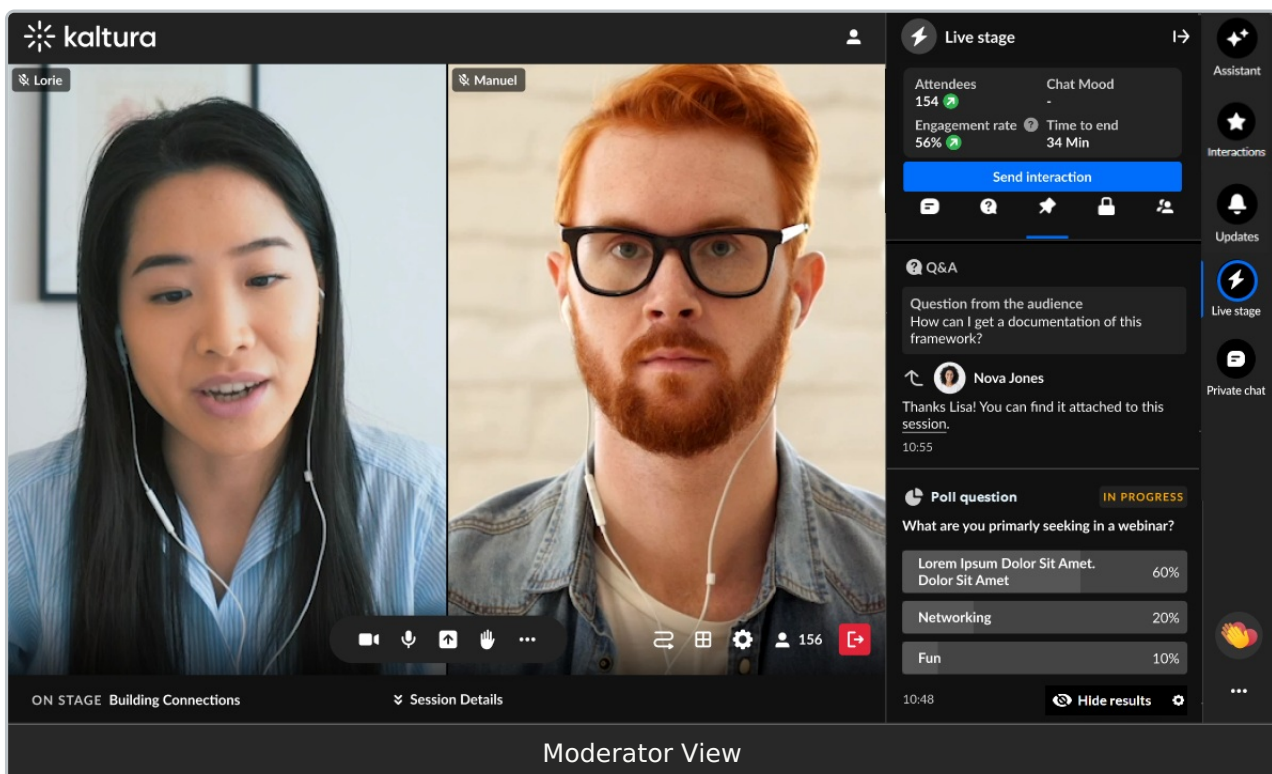 kaltura
Lorie
Manuel
ON STAGE Building Connections
Session Details
156
Live stage
Attendees
154
Chat Mood
-
Engagement rate ?
56%
Time to end
34 Min
Send interaction
?
? Q&A
Question from the audience
How can I get a documentation of this
framework?
Nova Jones
Thanks Lisa! You can find it attached to this
session.
10:55
Poll question
IN PROGRESS
What are you primarly seeking in a webinar?
Lorem Ipsum Dolor Sit Amet.
Dolor Sit Amet
60%
Networking
20%
Fun
10%
10:48
Hide results
Assistant
Interactions
Updates
Live stage
Private chat
Moderator View